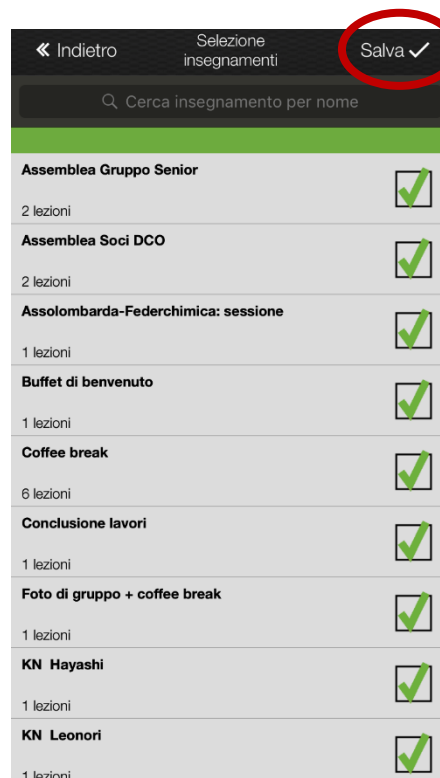 Indietro
Selezione
insegnamenti
Salva
Cerca insegnamento per nome
Assemblea Gruppo Senior
2 lezioni
Assemblea Soci DCO
2 lezioni
Assolombarda-Federchimica: sessione
1 lezioni
Buffet di benvenuto
1 lezioni
Coffee break
6 lezioni
Conclusione lavori
1 lezioni
Foto di gruppo + coffee break
1 lezioni
KN Hayashi
1 lezioni
KN Leonori
1 lezioni